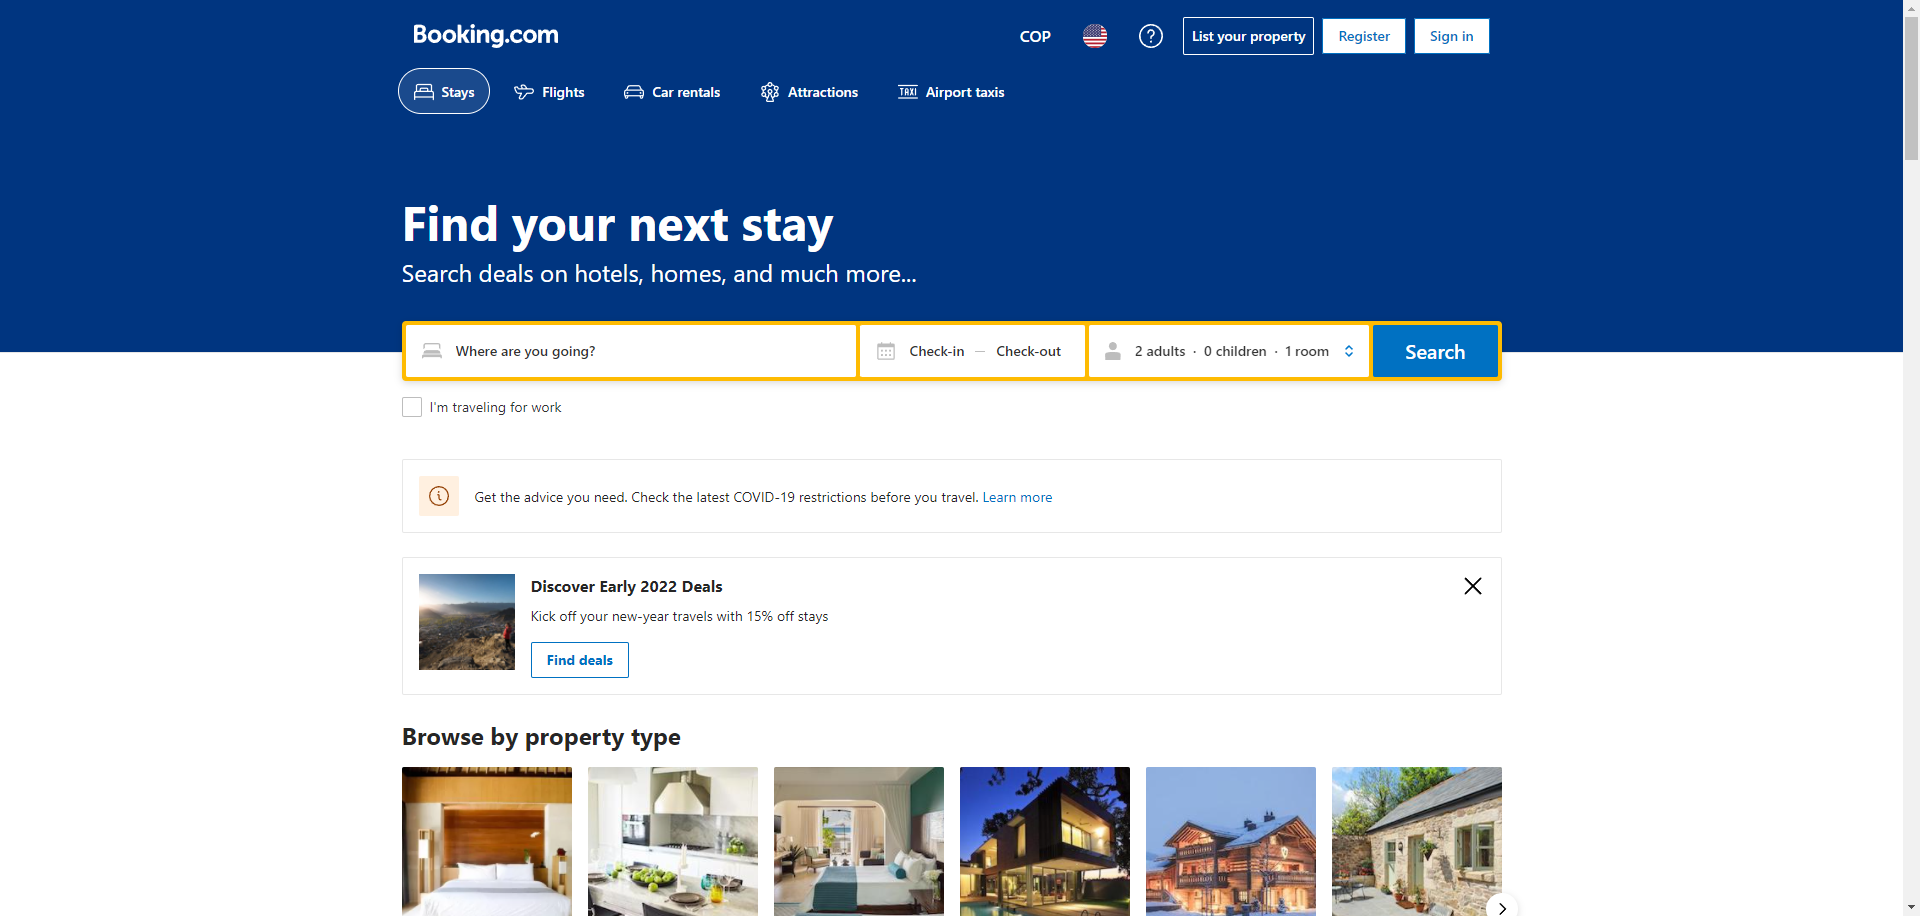 Booking.com
COP
List your property
Register
Sign in
Stays
Flights
Car rentals
Attractions
TAXI
Airport taxis
Find your next stay
Search deals on hotels, homes, and much more...
Where are you going?
Check-in — Check-out
2 adults · 0 children · 1 room
Search
I'm traveling for work
Get the advice you need. Check the latest COVID-19 restrictions before you travel. Learn more
Discover Early 2022 Deals
Kick off your new-year travels with 15% off stays
Find deals
Browse by property type